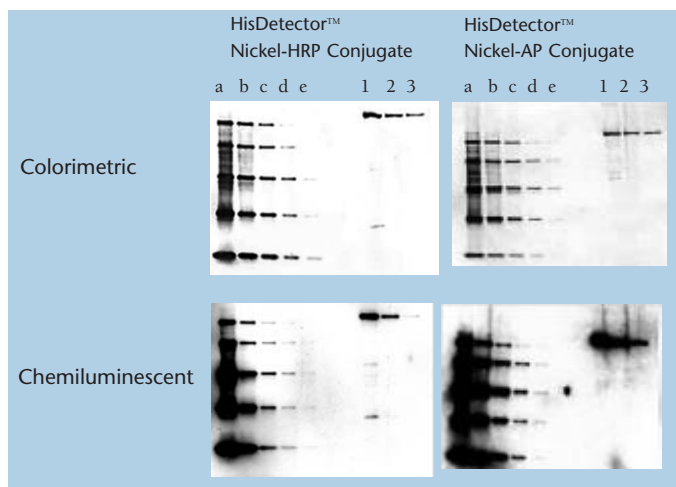 HisDetector™
Nickel-HRP Conjugate
HisDetector™
Nickel-AP Conjugate
a b c d e 1 2 3
a b c d e 1 2 3
Colorimetric
Chemiluminescent